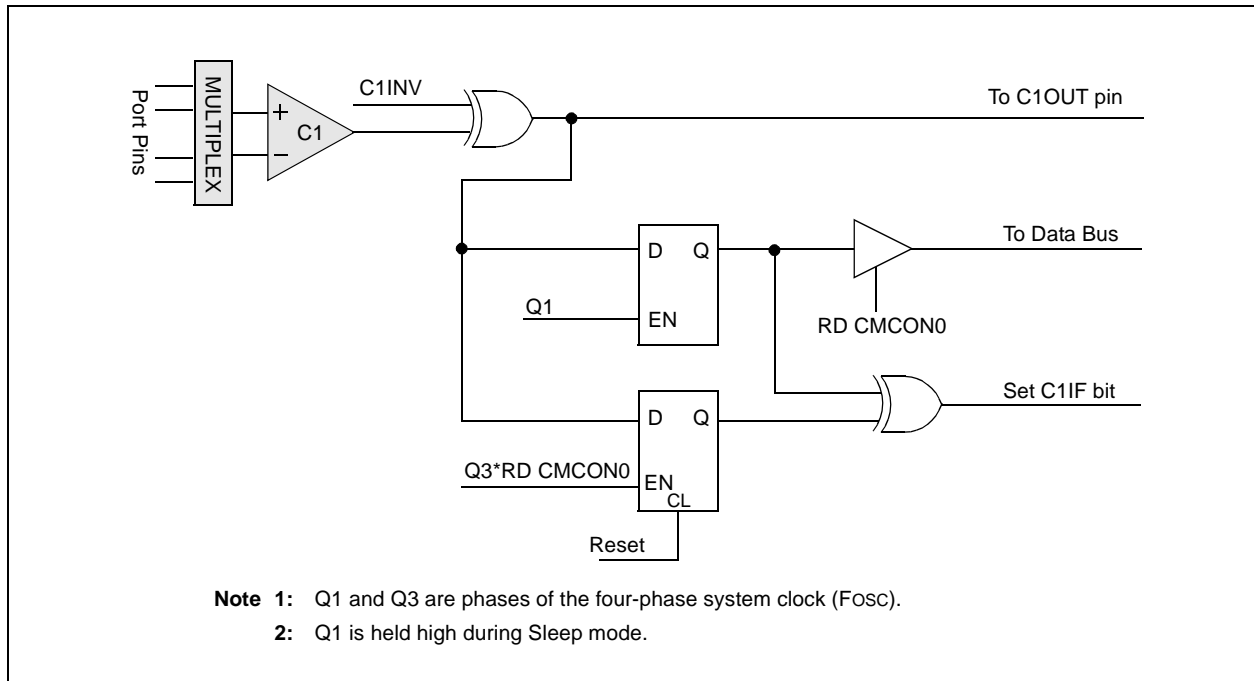 C1INV
To C1OUT pin
MULTIPLEX
Port Pins
+
C1
–
To Data Bus
D Q
Q1
EN
RD CMCON0
Set C1IF bit
D Q
Q3*RD CMCON0
EN
CL
Reset
Note 1: Q1 and Q3 are phases of the four-phase system clock (FOSC).
2: Q1 is held high during Sleep mode.